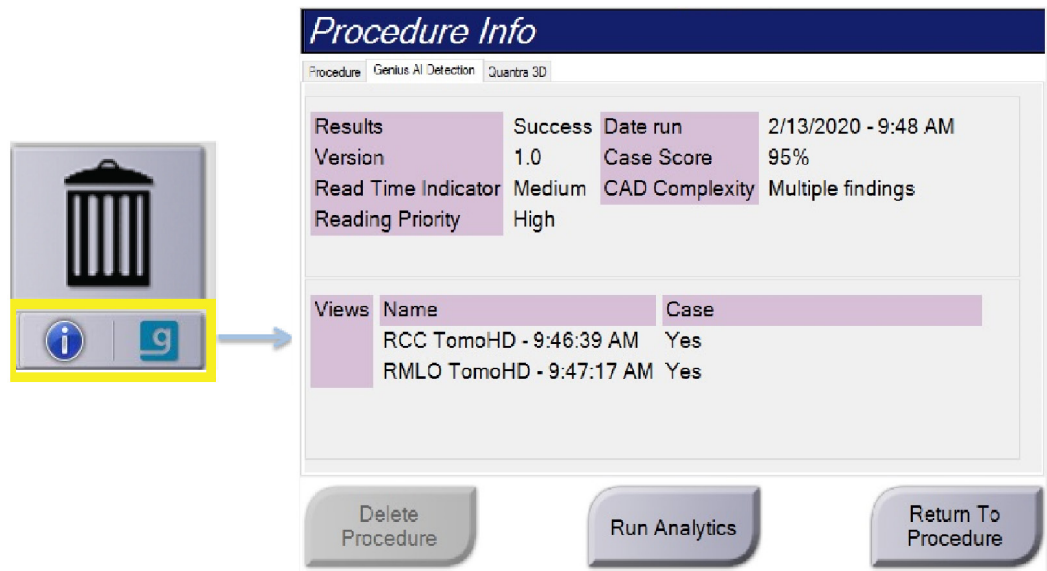 Procedure Info
Procedure Genius AI Detection Quantra 3D
Results Success Date run 2/13/2020 - 9:48 AM
Version 1.0 Case Score 95%
Read Time Indicator Medium CAD Complexity Multiple findings
Reading Priority High
Views Name Case
RCC TomoHD - 9:46:39 AM Yes
RMLO TomoHD - 9:47:17 AM Yes
i g
Delete Procedure Run Analytics Return To Procedure